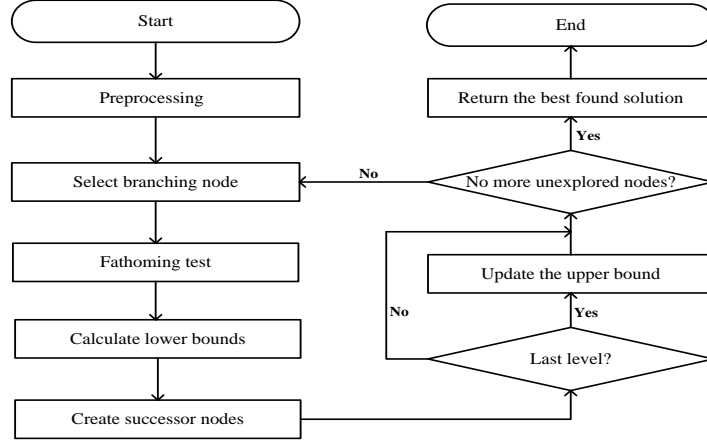 Start
Preprocessing
Select branching node
Fathoming test
Calculate lower bounds
Create successor nodes
Last level?
Yes
No
Update the upper bound
No more unexplored nodes?
No
Yes
Return the best found solution
End